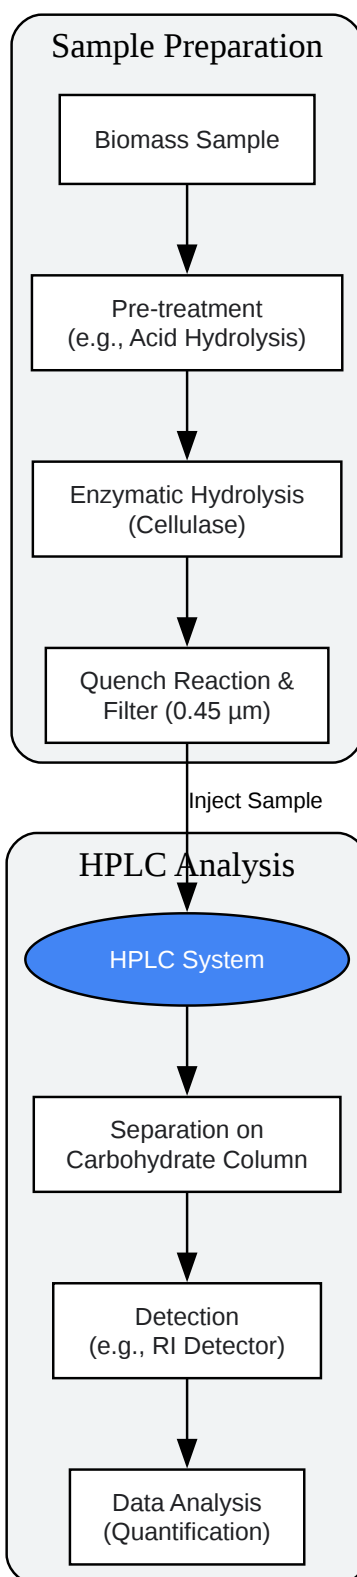 Sample Preparation
Biomass Sample
Pre-treatment
(e.g., Acid Hydrolysis)
Enzymatic Hydrolysis
(Cellulase)
Quench Reaction &
Filter (0.45 µm)
Inject Sample
HPLC Analysis
HPLC System
Separation on
Carbohydrate Column
Detection
(e.g., RI Detector)
Data Analysis
(Quantification)